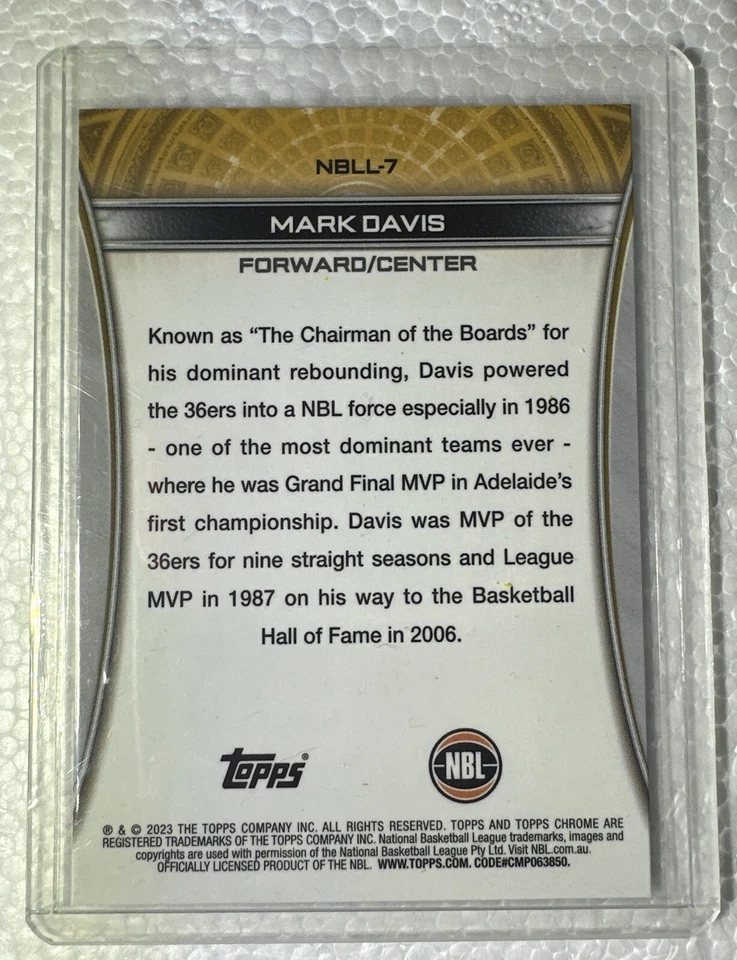 NBLL-7
MARK DAVIS
FORWARD/CENTER
Known as “The Chairman of the Boards” for
his dominant rebounding, Davis powered
the 36ers into a NBL force especially in 1986
- one of the most dominant teams ever -
where he was Grand Final MVP in Adelaide’s
first championship. Davis was MVP of the
36ers for nine straight seasons and League
MVP in 1987 on his way to the Basketball
Hall of Fame in 2006.
topps®
NBL
® & © 2023 THE TOPPS COMPANY INC. ALL RIGHTS RESERVED. TOPPS AND TOPPS CHROME ARE
REGISTERED TRADEMARKS OF THE TOPPS COMPANY INC. National Basketball League trademarks, images and
copyrights are used with permission of the National Basketball League Pty Ltd. Visit NBL.com.au.
OFFICIALLY LICENSED PRODUCT OF THE NBL. WWW.TOPPS.COM. CODE#CMP063850.